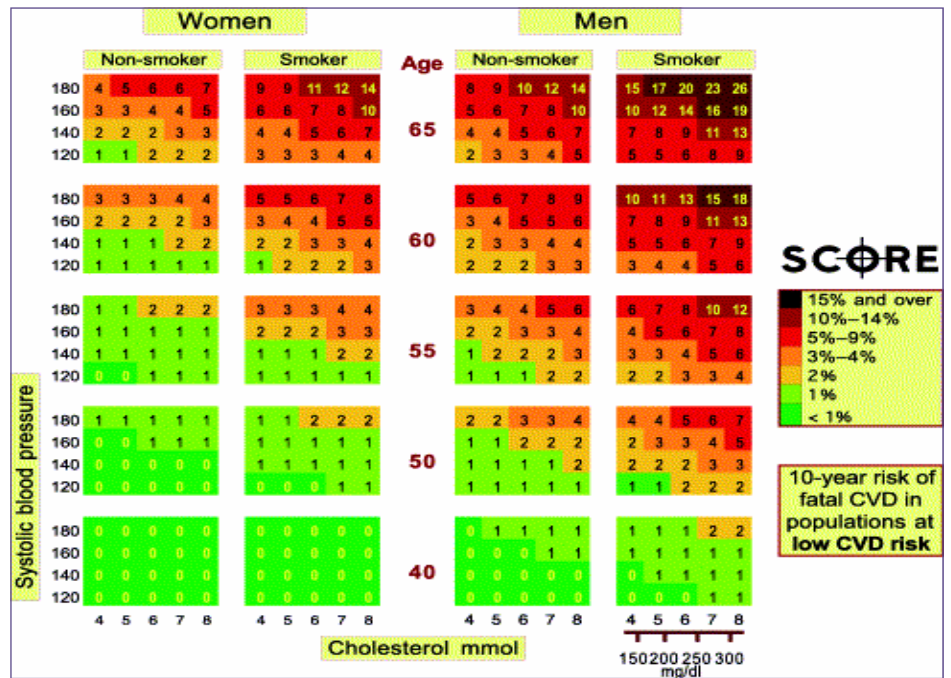 Women Men
Non-smoker Smoker Age Non-smoker Smoker
180 4 5 6 6 7 9 9 11 12 14 8 9 10 12 14 15 17 20 23 26
160 3 3 4 4 5 6 6 7 8 10 5 6 7 8 10 10 12 14 16 19
65
140 2 2 2 3 3 4 4 5 6 7 4 4 5 6 7 7 8 9 11 13
120 1 1 2 2 2 3 3 3 4 4 2 3 3 4 5 5 5 6 8 9
180 3 3 3 4 4 5 5 6 7 8 5 6 7 8 9 10 11 13 15 18
160 2 2 2 2 3 3 4 4 5 5 3 4 5 5 6 7 8 9 11 13
60
140 1 1 1 2 2 2 2 3 3 4 2 3 3 4 4 5 5 6 7 9
120 1 1 1 1 1 1 2 2 2 3 2 2 2 3 3 3 4 4 5 6
180 1 1 2 2 2 3 3 3 4 4 3 4 4 5 6 6 7 8 10 12
160 1 1 1 1 1 2 2 2 3 3 2 2 3 3 4 4 5 6 7 8
55
140 1 1 1 1 1 1 1 1 2 2 1 2 2 2 3 3 3 4 5 6
120 0 0 1 1 1 1 1 1 1 1 1 1 1 2 2 2 2 3 3 4
180 1 1 1 1 1 1 1 2 2 2 2 2 3 3 4 4 4 5 6 7
160 0 0 1 1 1 1 1 1 1 1 1 1 2 2 2 2 3 3 4 5
50
140 0 0 0 0 0 1 1 1 1 1 1 1 1 1 2 2 2 2 3 3
120 0 0 0 0 0 0 0 0 1 1 1 1 1 1 1 1 1 2 2 2
180 0 0 0 0 0 0 0 0 0 0 0 1 1 1 1 1 1 1 2 2
160 0 0 0 0 0 0 0 0 0 0 0 0 0 1 1 1 1 1 1 1
40
140 0 0 0 0 0 0 0 0 0 0 0 0 0 0 0 0 1 1 1 1
120 0 0 0 0 0 0 0 0 0 0 0 0 0 0 0 0 0 0 1 1
4 5 6 7 8 4 5 6 7 8 4 5 6 7 8 4 5 6 7 8
Systolic blood pressure
Cholesterol mmol
150 200 250 300
mg/dl
SCORE
15% and over
10%–14%
5%–9%
3%–4%
2%
1%
< 1%
10-year risk of
fatal CVD in
populations at
low CVD risk